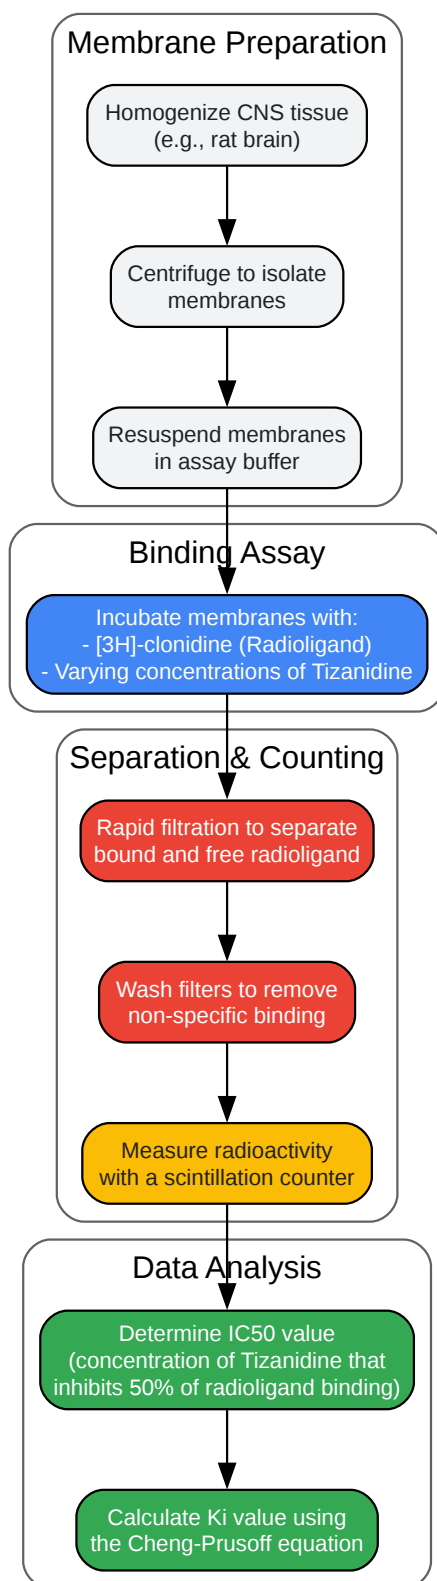 Membrane Preparation
Homogenize CNS tissue
(e.g., rat brain)
Centrifuge to isolate
membranes
Resuspend membranes
in assay buffer
Binding Assay
Incubate membranes with:
- [3H]-clonidine (Radioligand)
- Varying concentrations of Tizanidine
Separation & Counting
Rapid filtration to separate
bound and free radioligand
Wash filters to remove
non-specific binding
Measure radioactivity
with a scintillation counter
Data Analysis
Determine IC50 value
(concentration of Tizanidine that
inhibits 50% of radioligand binding)
Calculate Ki value using
the Cheng-Prusoff equation